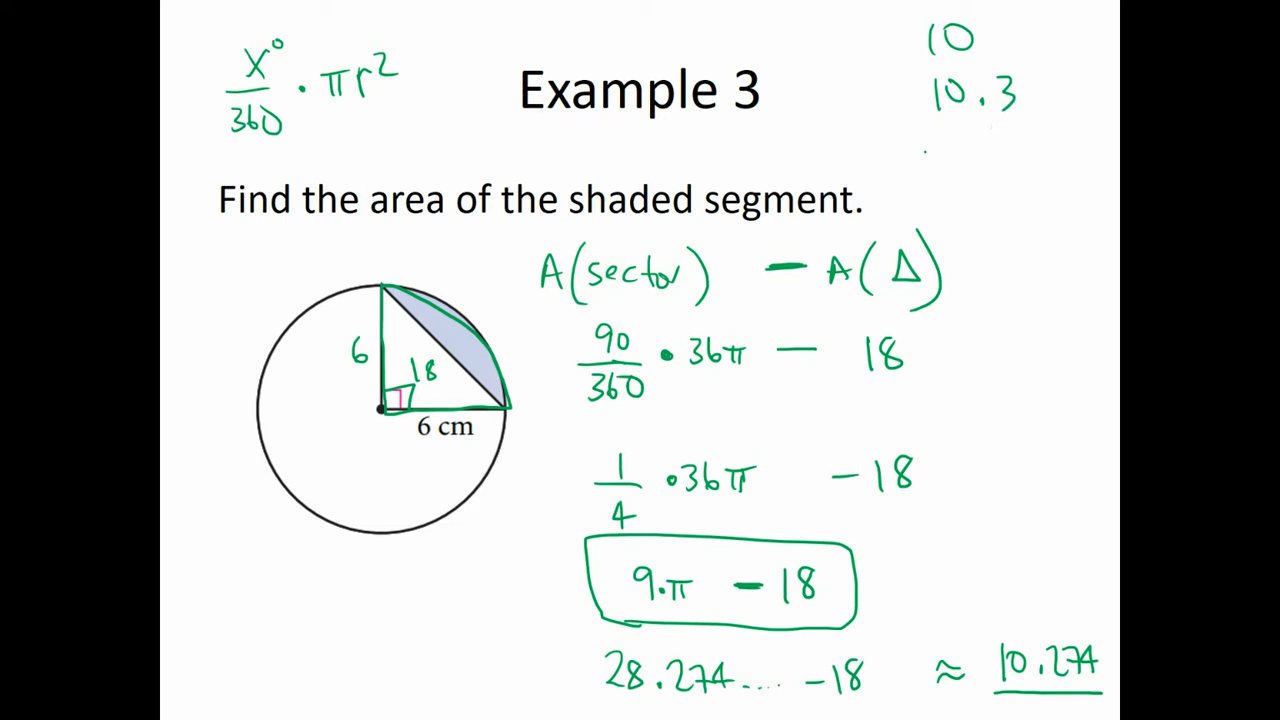 x° / 360 · πr²
Example 3
10
10.3
Find the area of the shaded segment.
A(sector) − A(Δ)
90/360 · 36π − 18
6
18
6 cm
1/4 · 36π − 18
9·π − 18
28.274.... − 18 ≈ 10.274